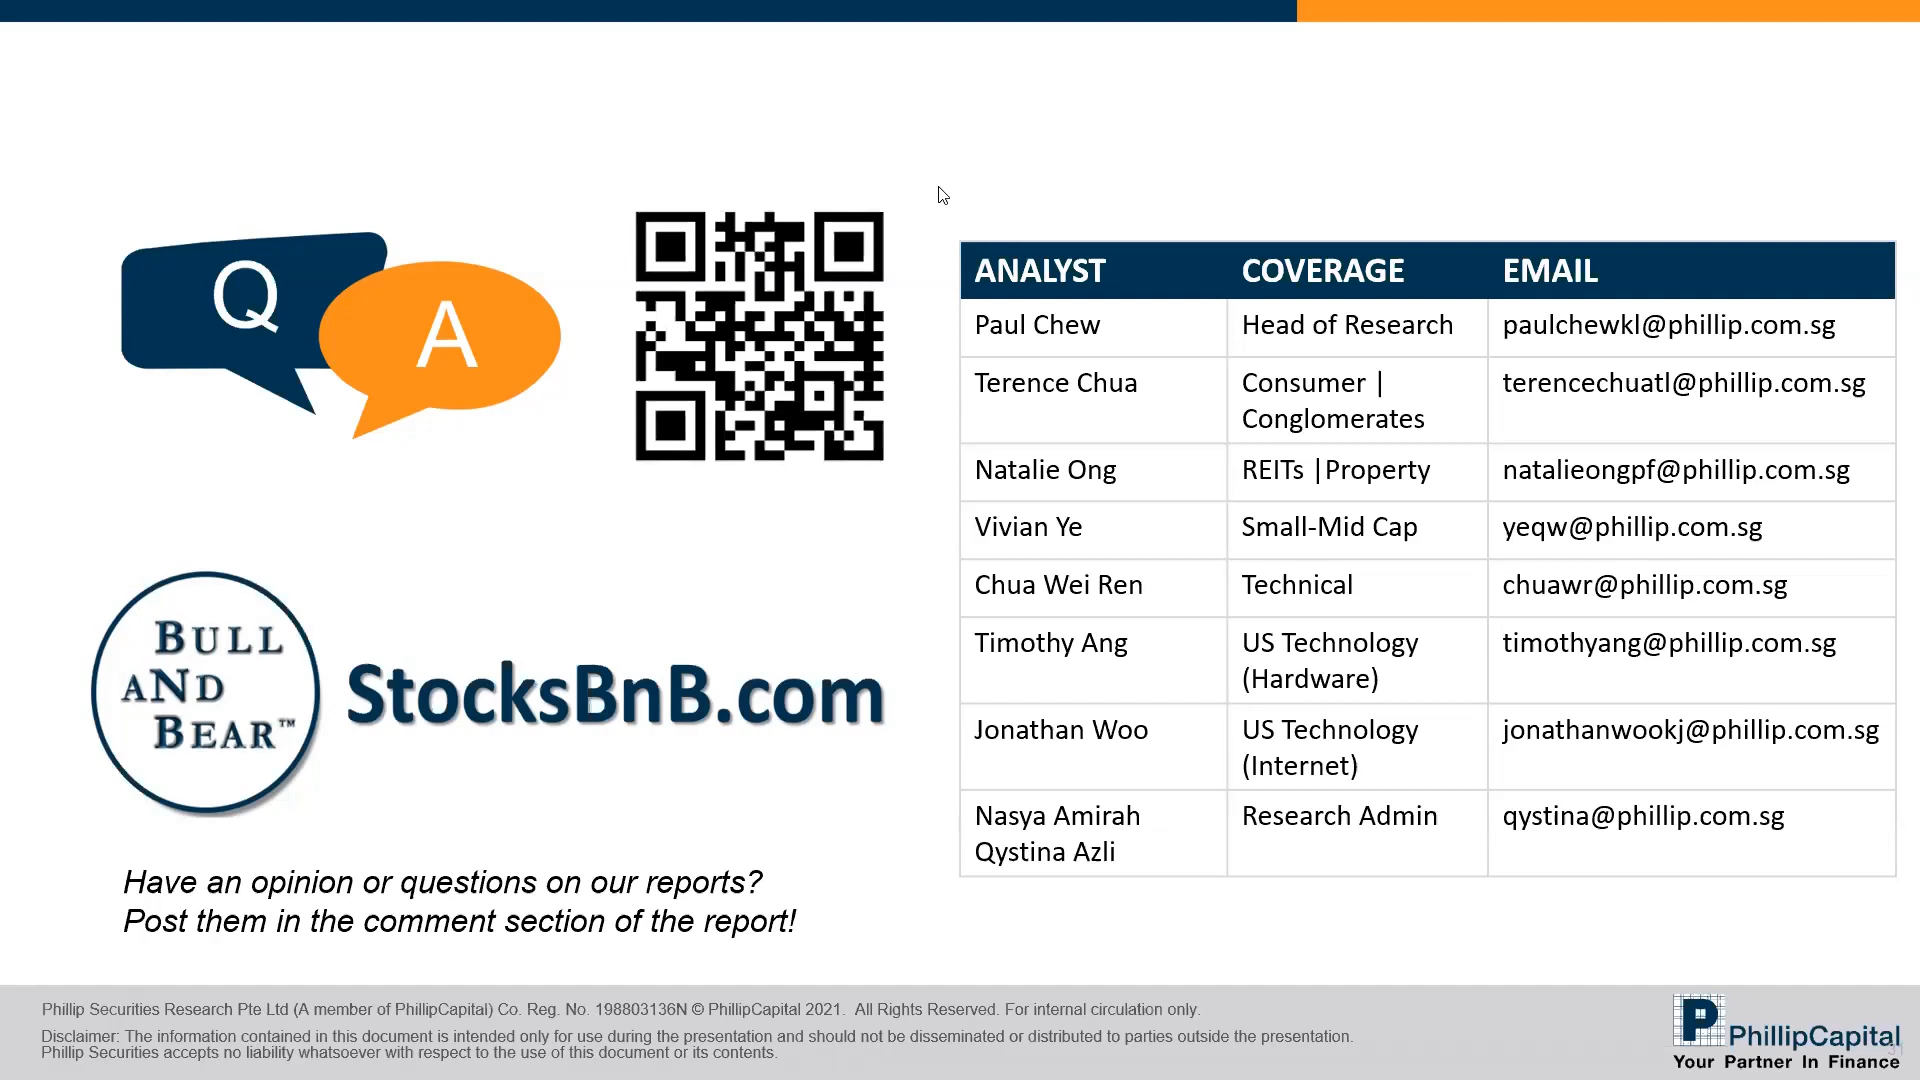 Q
A
BULL
AND
BEAR™
StocksBnB.com
Have an opinion or questions on our reports?
Post them in the comment section of the report!
ANALYST COVERAGE EMAIL
Paul Chew Head of Research paulchewkl@phillip.com.sg
Terence Chua Consumer | terencechuatl@phillip.com.sg
Conglomerates
Natalie Ong REITs |Property natalieongpf@phillip.com.sg
Vivian Ye Small-Mid Cap yeqw@phillip.com.sg
Chua Wei Ren Technical chuawr@phillip.com.sg
Timothy Ang US Technology timothyang@phillip.com.sg
(Hardware)
Jonathan Woo US Technology jonathanwookj@phillip.com.sg
(Internet)
Nasya Amirah Research Admin qystina@phillip.com.sg
Qystina Azli
Phillip Securities Research Pte Ltd (A member of PhillipCapital) Co. Reg. No. 198803136N © PhillipCapital 2021. All Rights Reserved. For internal circulation only.
Disclaimer: The information contained in this document is intended only for use during the presentation and should not be disseminated or distributed to parties outside the presentation.
Phillip Securities accepts no liability whatsoever with respect to the use of this document or its contents.
P
PhillipCapital
Your Partner In Finance